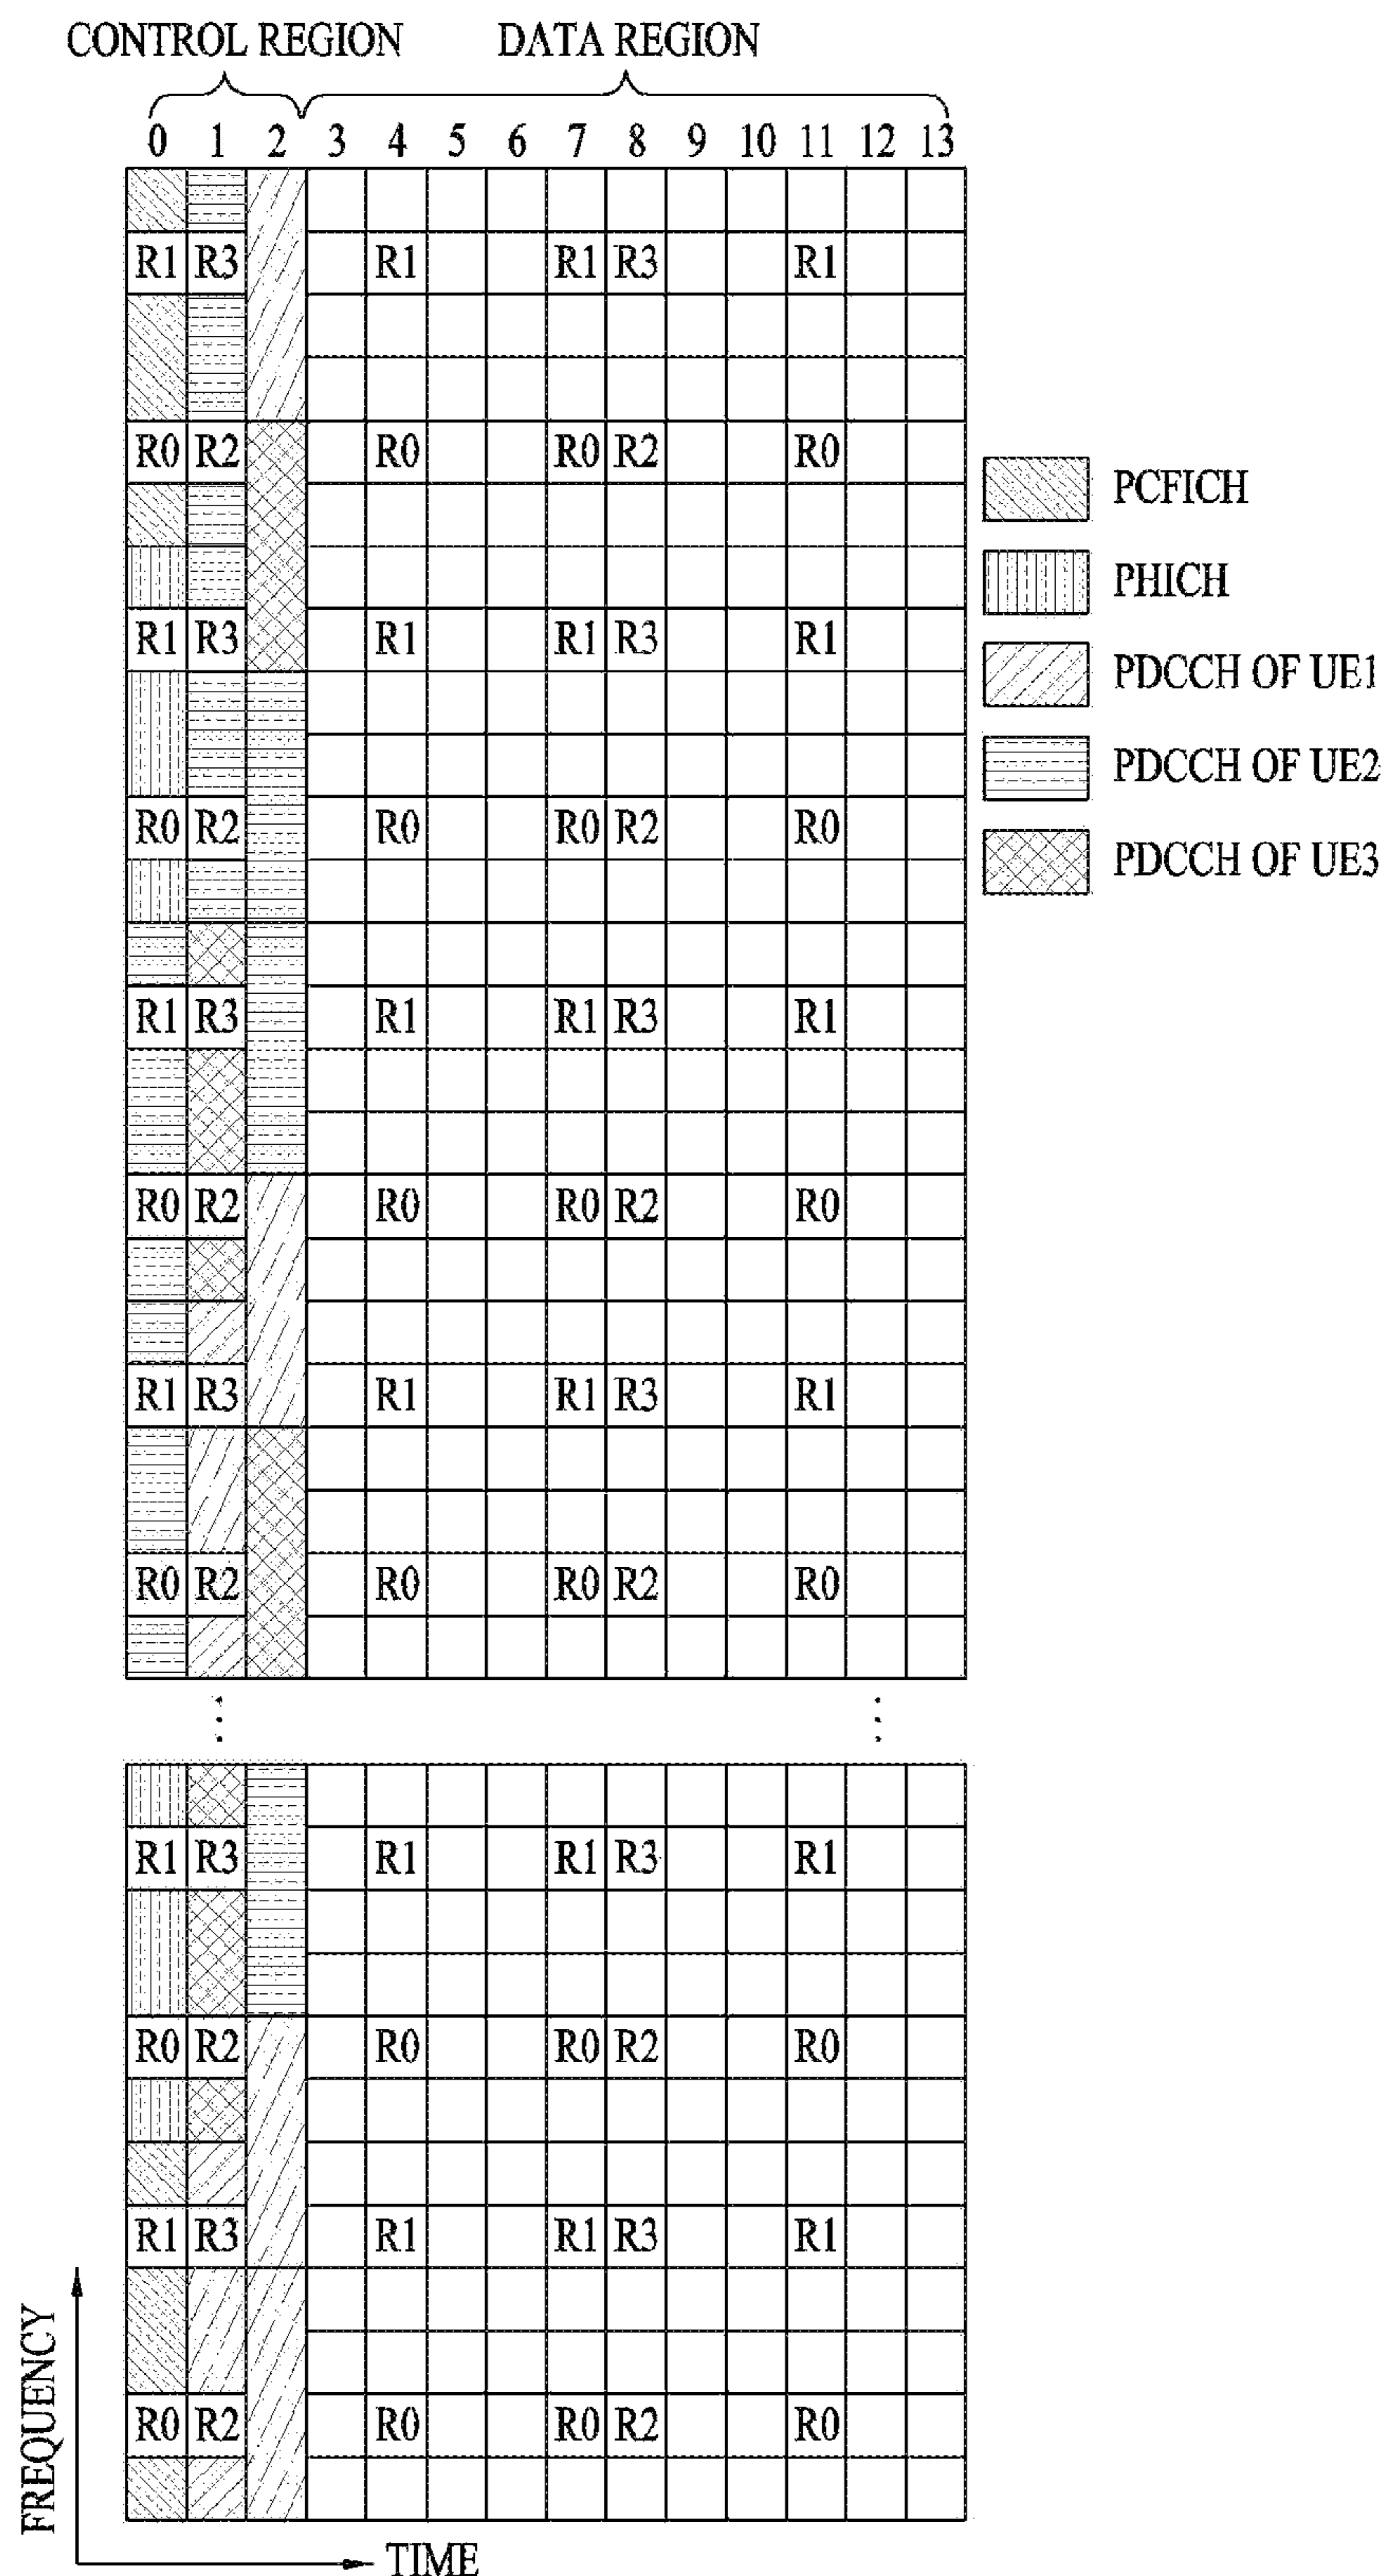 CONTROL REGION DATA REGION
0 1 2 3 4 5 6 7 8 9 10 11 12 13
R1 R3 R1 R1 R3 R1
R0 R2 R0 R0 R2 R0
PCFICH
PHICH
R1 R3 R1 R1 R3 R1
PDCCH OF UE1
PDCCH OF UE2
R0 R2 R0 R0 R2 R0
PDCCH OF UE3
R1 R3 R1 R1 R3 R1
R0 R2 R0 R0 R2 R0
R1 R3 R1 R1 R3 R1
R0 R2 R0 R0 R2 R0
R1 R3 R1 R1 R3 R1
R0 R2 R0 R0 R2 R0
R1 R3 R1 R1 R3 R1
R0 R2 R0 R0 R2 R0
FREQUENCY
TIME